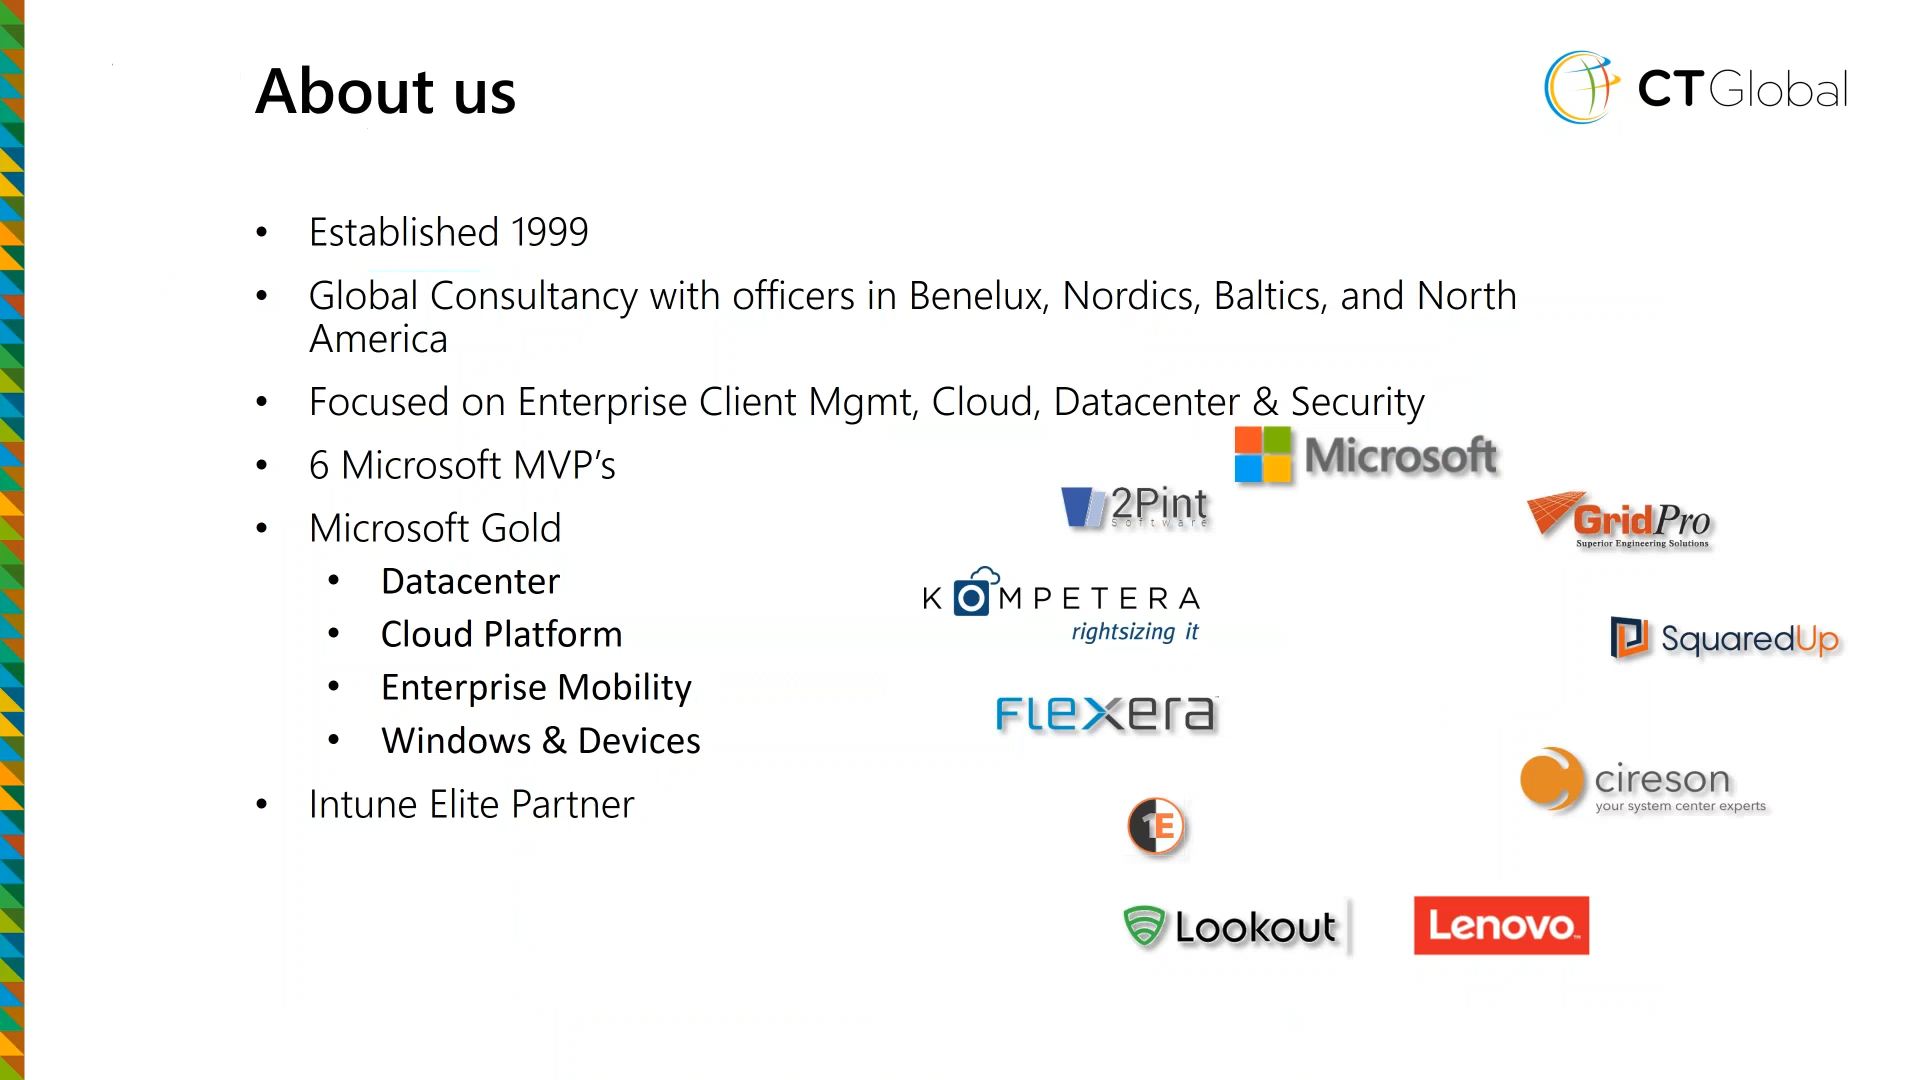 About us
CTGlobal
• Established 1999
• Global Consultancy with officers in Benelux, Nordics, Baltics, and North
America
• Focused on Enterprise Client Mgmt, Cloud, Datacenter & Security
• 6 Microsoft MVP’s
• Microsoft Gold
• Datacenter
• Cloud Platform
• Enterprise Mobility
• Windows & Devices
• Intune Elite Partner
Microsoft
2Pint
Software
GridPro
Superior Engineering Solutions
KOMPETERA
rightsizing it
SquaredUp
Flexera
cireson
your system center experts
1E
Lookout
Lenovo™